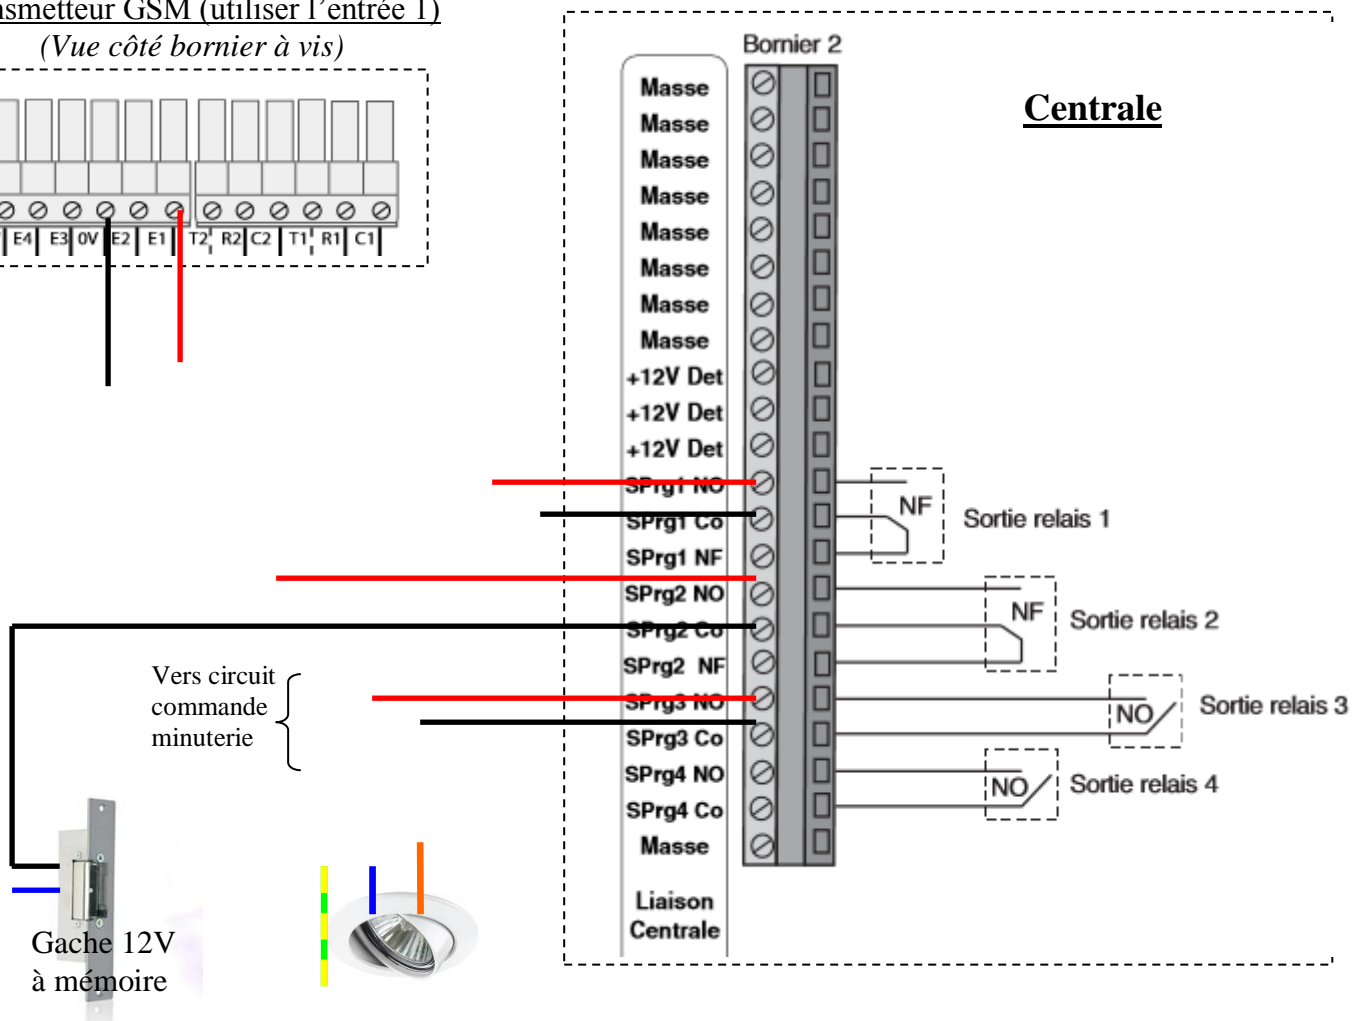 nsmetteur GSM (utiliser l'entrée 1)
(Vue côté bornier à vis)
E4 E3 0V E2 E1 T2 R2 C2 T1 R1 C1
Bornier 2
Centrale
Masse
Masse
Masse
Masse
Masse
Masse
Masse
Masse
+12V Det
+12V Det
+12V Det
SPrg1 NO
SPrg1 Co
SPrg1 NF
SPrg2 NO
SPrg2 Co
SPrg2 NF
SPrg3 NO
SPrg3 Co
SPrg4 NO
SPrg4 Co
Masse
Liaison
Centrale
NF
Sortie relais 1
NF
Sortie relais 2
NO
Sortie relais 3
NO
Sortie relais 4
Vers circuit
commande
minuterie
Gache 12V
à mémoire